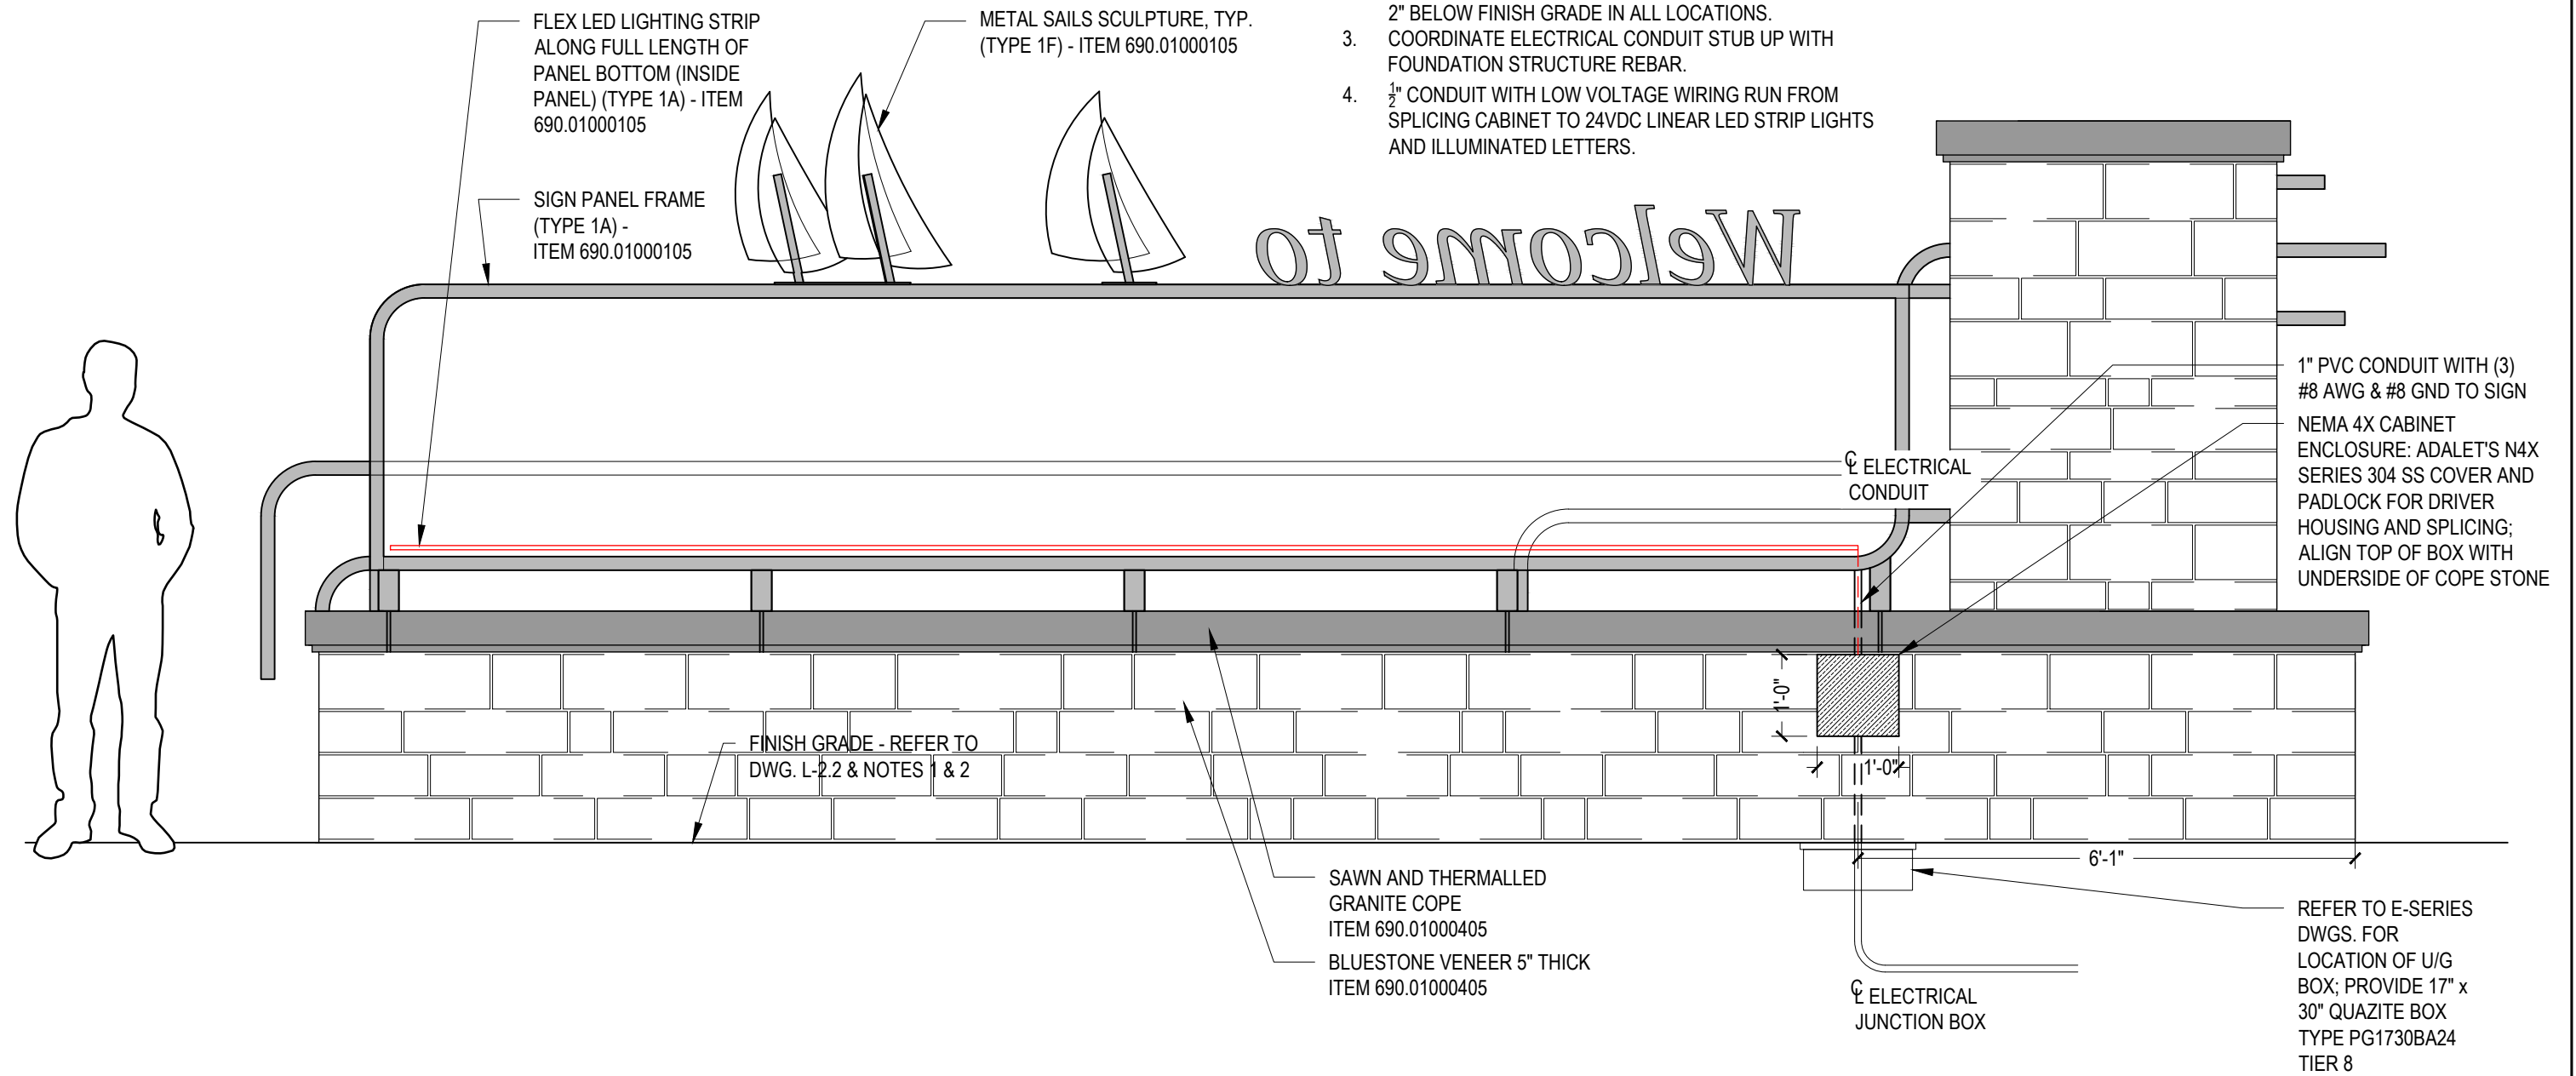 FLEX LED LIGHTING STRIP
ALONG FULL LENGTH OF
PANEL BOTTOM (INSIDE
PANEL) (TYPE 1A) - ITEM
690.01000105
METAL SAILS SCULPTURE, TYP.
(TYPE 1F) - ITEM 690.01000105
2" BELOW FINISH GRADE IN ALL LOCATIONS.
3. COORDINATE ELECTRICAL CONDUIT STUB UP WITH
FOUNDATION STRUCTURE REBAR.
4. ½" CONDUIT WITH LOW VOLTAGE WIRING RUN FROM
SPLICING CABINET TO 24VDC LINEAR LED STRIP LIGHTS
AND ILLUMINATED LETTERS.
SIGN PANEL FRAME
(TYPE 1A) -
ITEM 690.01000105
Welcome to
1" PVC CONDUIT WITH (3)
#8 AWG & #8 GND TO SIGN
NEMA 4X CABINET
ENCLOSURE: ADALET'S N4X
SERIES 304 SS COVER AND
PADLOCK FOR DRIVER
HOUSING AND SPLICING;
ALIGN TOP OF BOX WITH
UNDERSIDE OF COPE STONE
℄ ELECTRICAL
CONDUIT
1'-0"
1'-0"
FINISH GRADE - REFER TO
DWG. L-2.2 & NOTES 1 & 2
6'-1"
SAWN AND THERMALLED
GRANITE COPE
ITEM 690.01000405
BLUESTONE VENEER 5" THICK
ITEM 690.01000405
℄ ELECTRICAL
JUNCTION BOX
REFER TO E-SERIES
DWGS. FOR
LOCATION OF U/G
BOX; PROVIDE 17" x
30" QUAZITE BOX
TYPE PG1730BA24
TIER 8